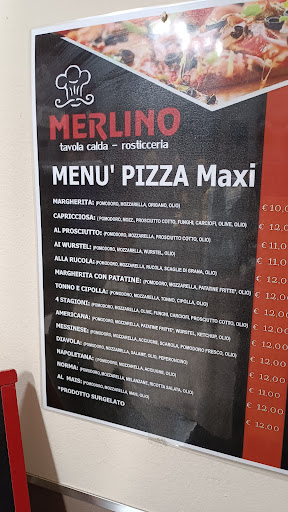 MERLINO
tavola calda - rosticceria
MENU' PIZZA Maxi
MARGHERITA: (POMODORO, MOZZARELLA, ORIGANO, OLIO) € 10,0
CAPRICCIOSA: (POMODORO, MOZZ, PROSCIUTTO COTTO, FUNGHI, CARCIOFI, OLIVE, OLIO) € 12,0
AL PROSCIUTTO: (POMODORO, MOZZARELLA, PROSCIUTTO COTTO, OLIO) € 11,0
AI WURSTEL: (POMODORO, MOZZARELLA, WURSTEL, OLIO) € 11,0
ALLA RUCOLA: (POMODORO, MOZZARELLA, RUCOLA, SCAGLIE DI GRANA, OLIO) € 12,0
MARGHERITA CON PATATINE: (POMODORO, MOZZARELLA, PATATINE FRITTE*, OLIO) € 12,00
TONNO E CIPOLLA: (POMODORO, MOZZARELLA, TONNO, CIPOLLA, OLIO) € 12,00
4 STAGIONI: (POMODORO, MOZZARELLA, OLIVE, FUNGHI, CARCIOFI, PROSCIUTTO COTTO, OLIO) € 12,00
AMERICANA: (POMODORO, MOZZARELLA, PATATINE FRITTE*, WURSTEL, KETCHUP, OLIO) € 12,00
MESSINESE: (POMODORO, MOZZARELLA, ACCIUGHE, SCAROLA, POMODORO FRESCO, OLIO) € 12,00
DIAVOLA: (POMODORO, MOZZARELLA, SALAME, OLIO, PEPERONCINO) € 12,00
NAPOLETANA: (POMODORO, MOZZARELLA, ACCIUGHE, OLIO) € 11,00
NORMA: (POMODORO, MOZZARELLA, MELANZANE, RICOTTA SALATA, OLIO) € 12,00
AL MAIS: (POMODORO, MOZZARELLA, MAIS, OLIO) € 12,00
*PRODOTTO SURGELATO